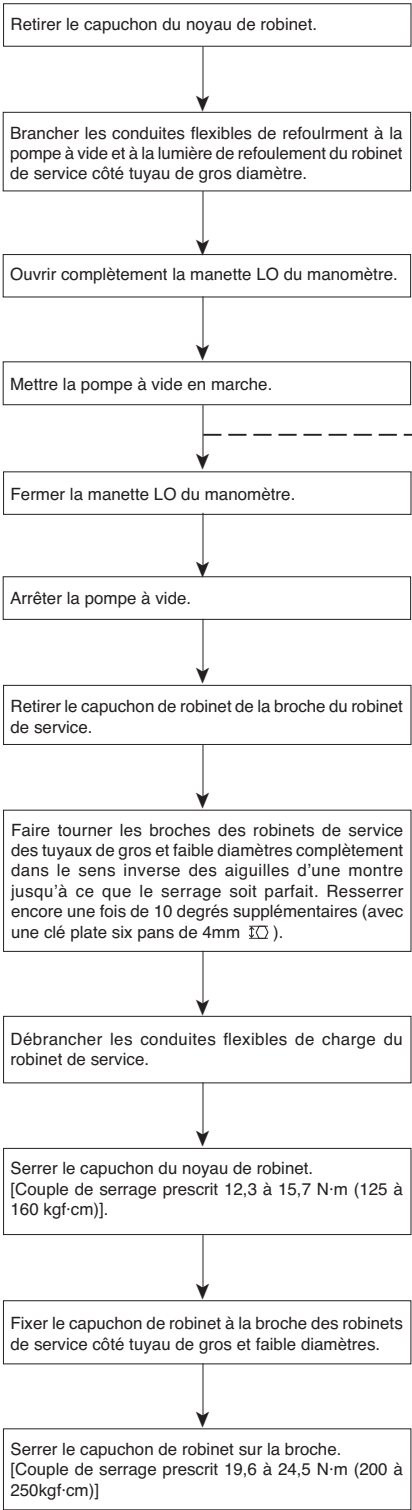 Retirer le capuchon du noyau de robinet.
Brancher les conduites flexibles de refoulrment à la
pompe à vide et à la lumière de refoulement du robinet
de service côté tuyau de gros diamètre.
Ouvrir complètement la manette LO du manomètre.
Mettre la pompe à vide en marche.
Fermer la manette LO du manomètre.
Arrêter la pompe à vide.
Retirer le capuchon de robinet de la broche du robinet
de service.
Faire tourner les broches des robinets de service
des tuyaux de gros et faible diamètres complètement
dans le sens inverse des aiguilles d’une montre
jusqu’à ce que le serrage soit parfait. Resserrer
encore une fois de 10 degrés supplémentaires (avec
une clé plate six pans de 4mm ).
Débrancher les conduites flexibles de charge du
robinet de service.
Serrer le capuchon du noyau de robinet.
[Couple de serrage prescrit 12,3 à 15,7 N·m (125 à
160 kgf·cm)].
Fixer le capuchon de robinet à la broche des robinets
de service côté tuyau de gros et faible diamètres.
Serrer le capuchon de robinet sur la broche.
[Couple de serrage prescrit 19,6 à 24,5 N·m (200 à
250kgf·cm)]